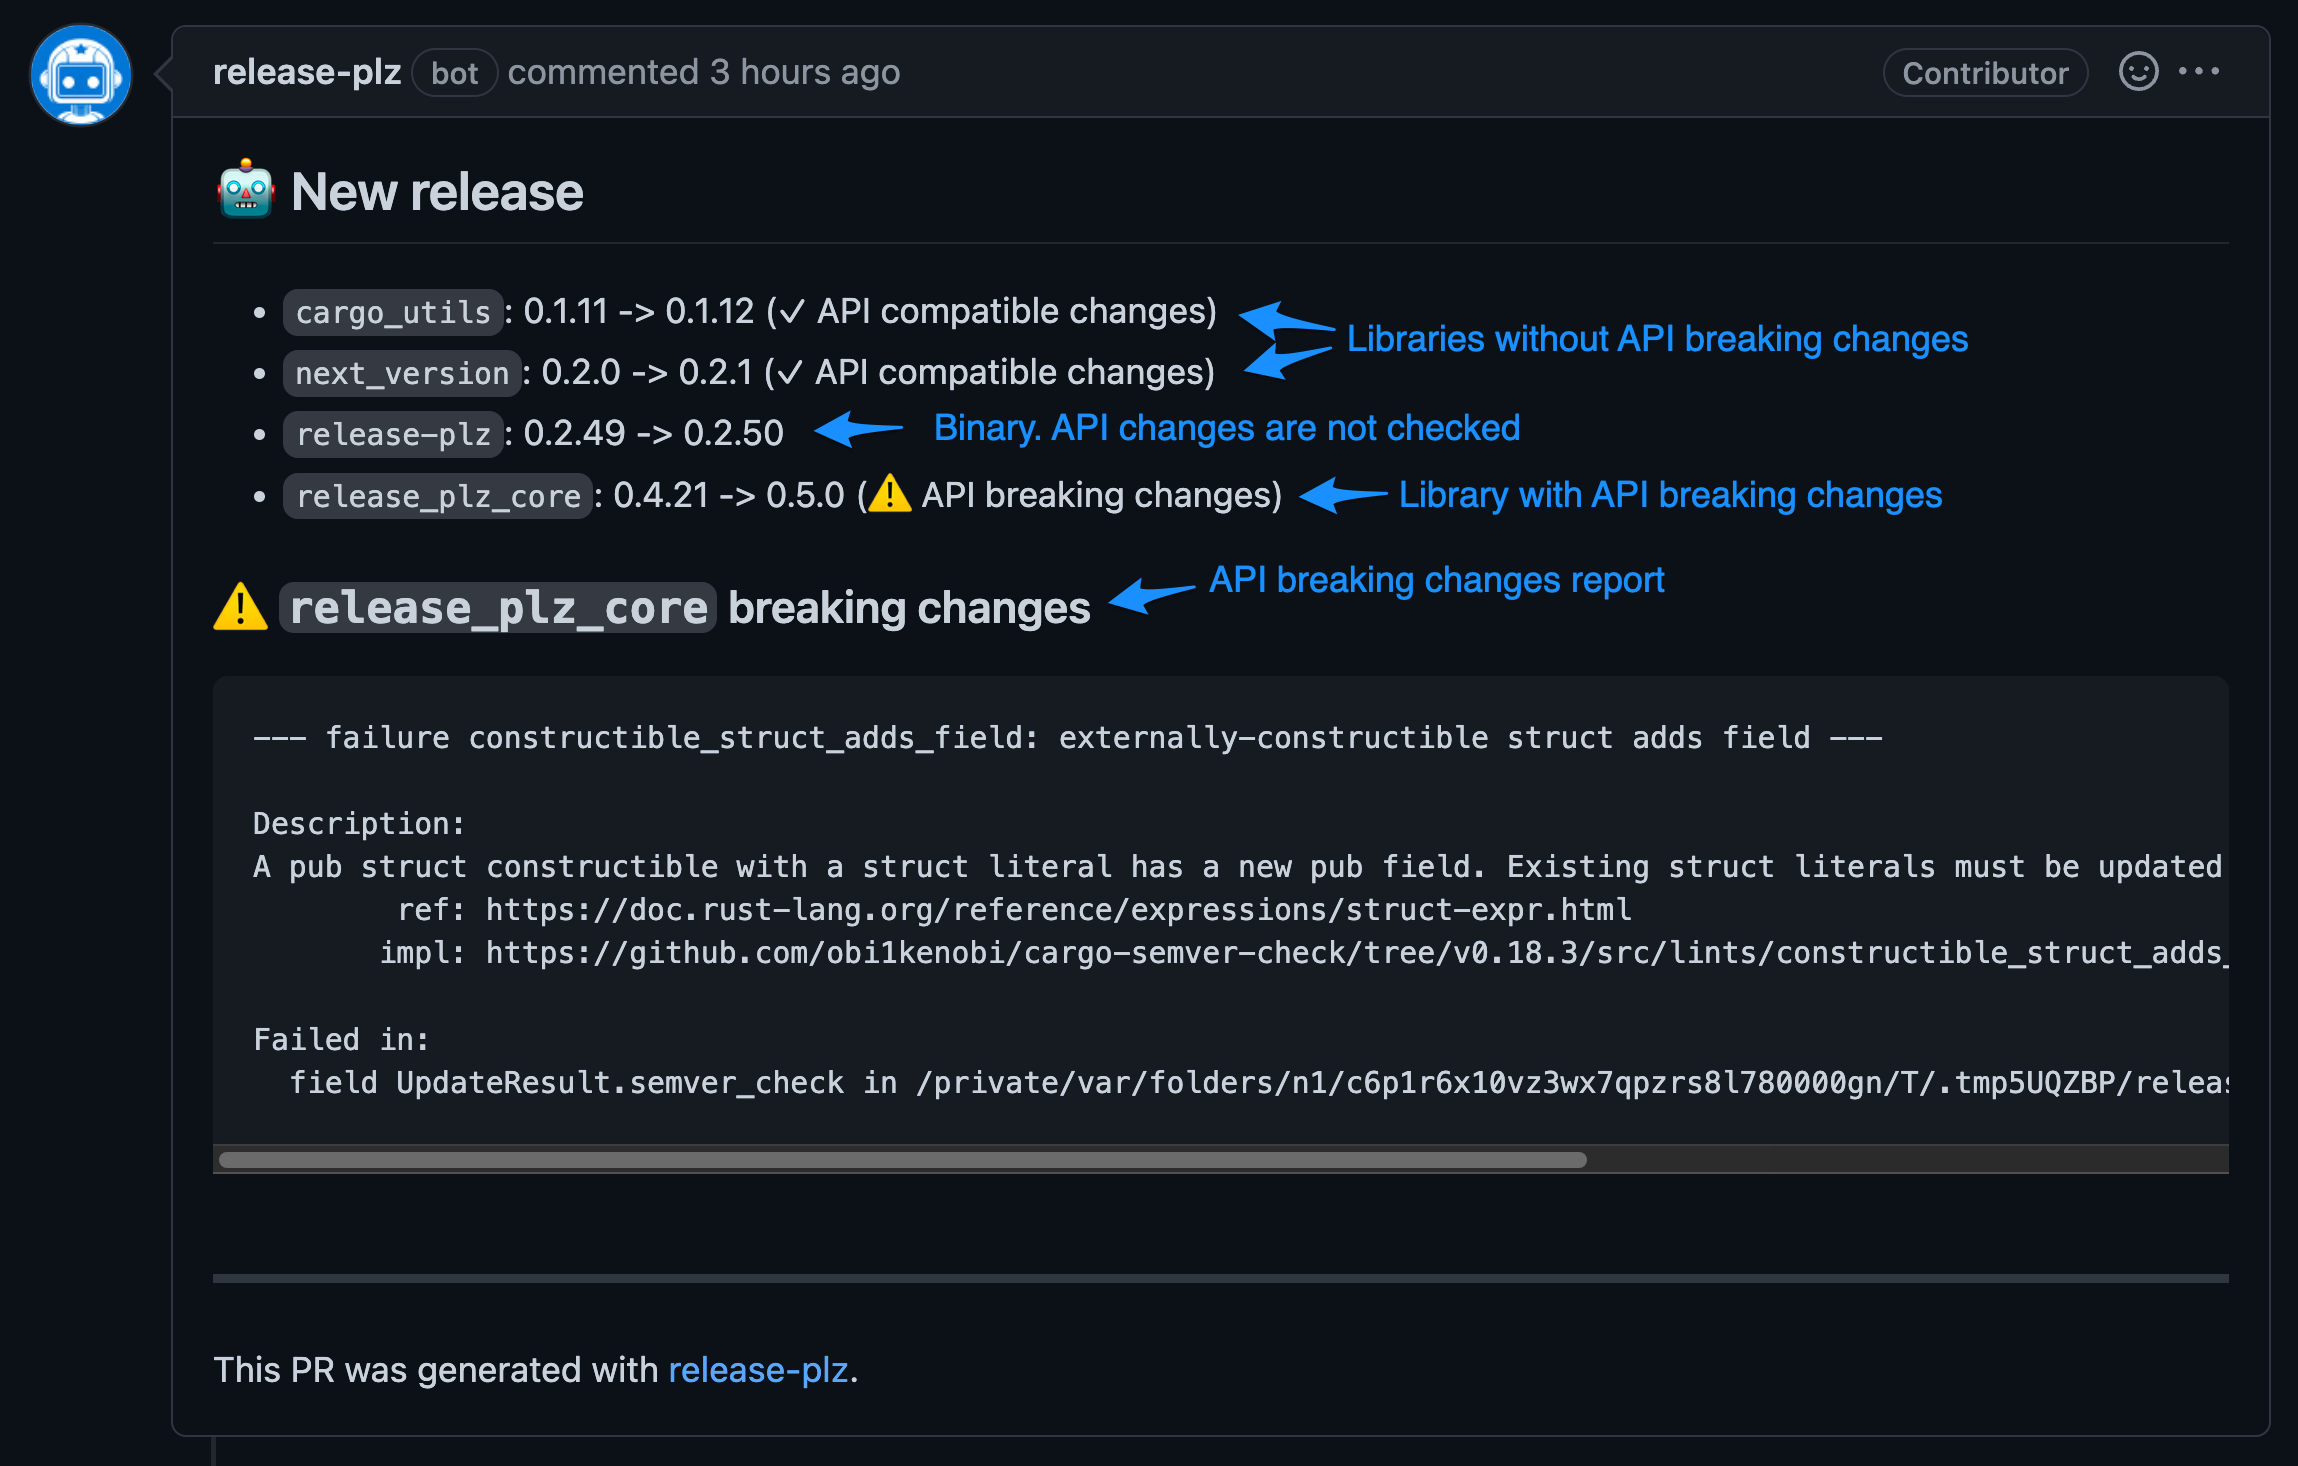 release-plz bot commented 3 hours ago Contributor
🤖 New release
• cargo_utils: 0.1.11 -> 0.1.12 (✓ API compatible changes)
Libraries without API breaking changes
• next_version: 0.2.0 -> 0.2.1 (✓ API compatible changes)
• release-plz: 0.2.49 -> 0.2.50 Binary. API changes are not checked
• release_plz_core: 0.4.21 -> 0.5.0 (⚠️ API breaking changes) Library with API breaking changes
API breaking changes report
⚠️ release_plz_core breaking changes
--- failure constructible_struct_adds_field: externally-constructible struct adds field ---
Description:
A pub struct constructible with a struct literal has a new pub field. Existing struct literals must be updated
ref: https://doc.rust-lang.org/reference/expressions/struct-expr.html
impl: https://github.com/obi1kenobi/cargo-semver-check/tree/v0.18.3/src/lints/constructible_struct_adds_
Failed in:
field UpdateResult.semver_check in /private/var/folders/n1/c6p1r6x10vz3wx7qpzrs8l780000gn/T/.tmp5UQZBP/releas
This PR was generated with release-plz.